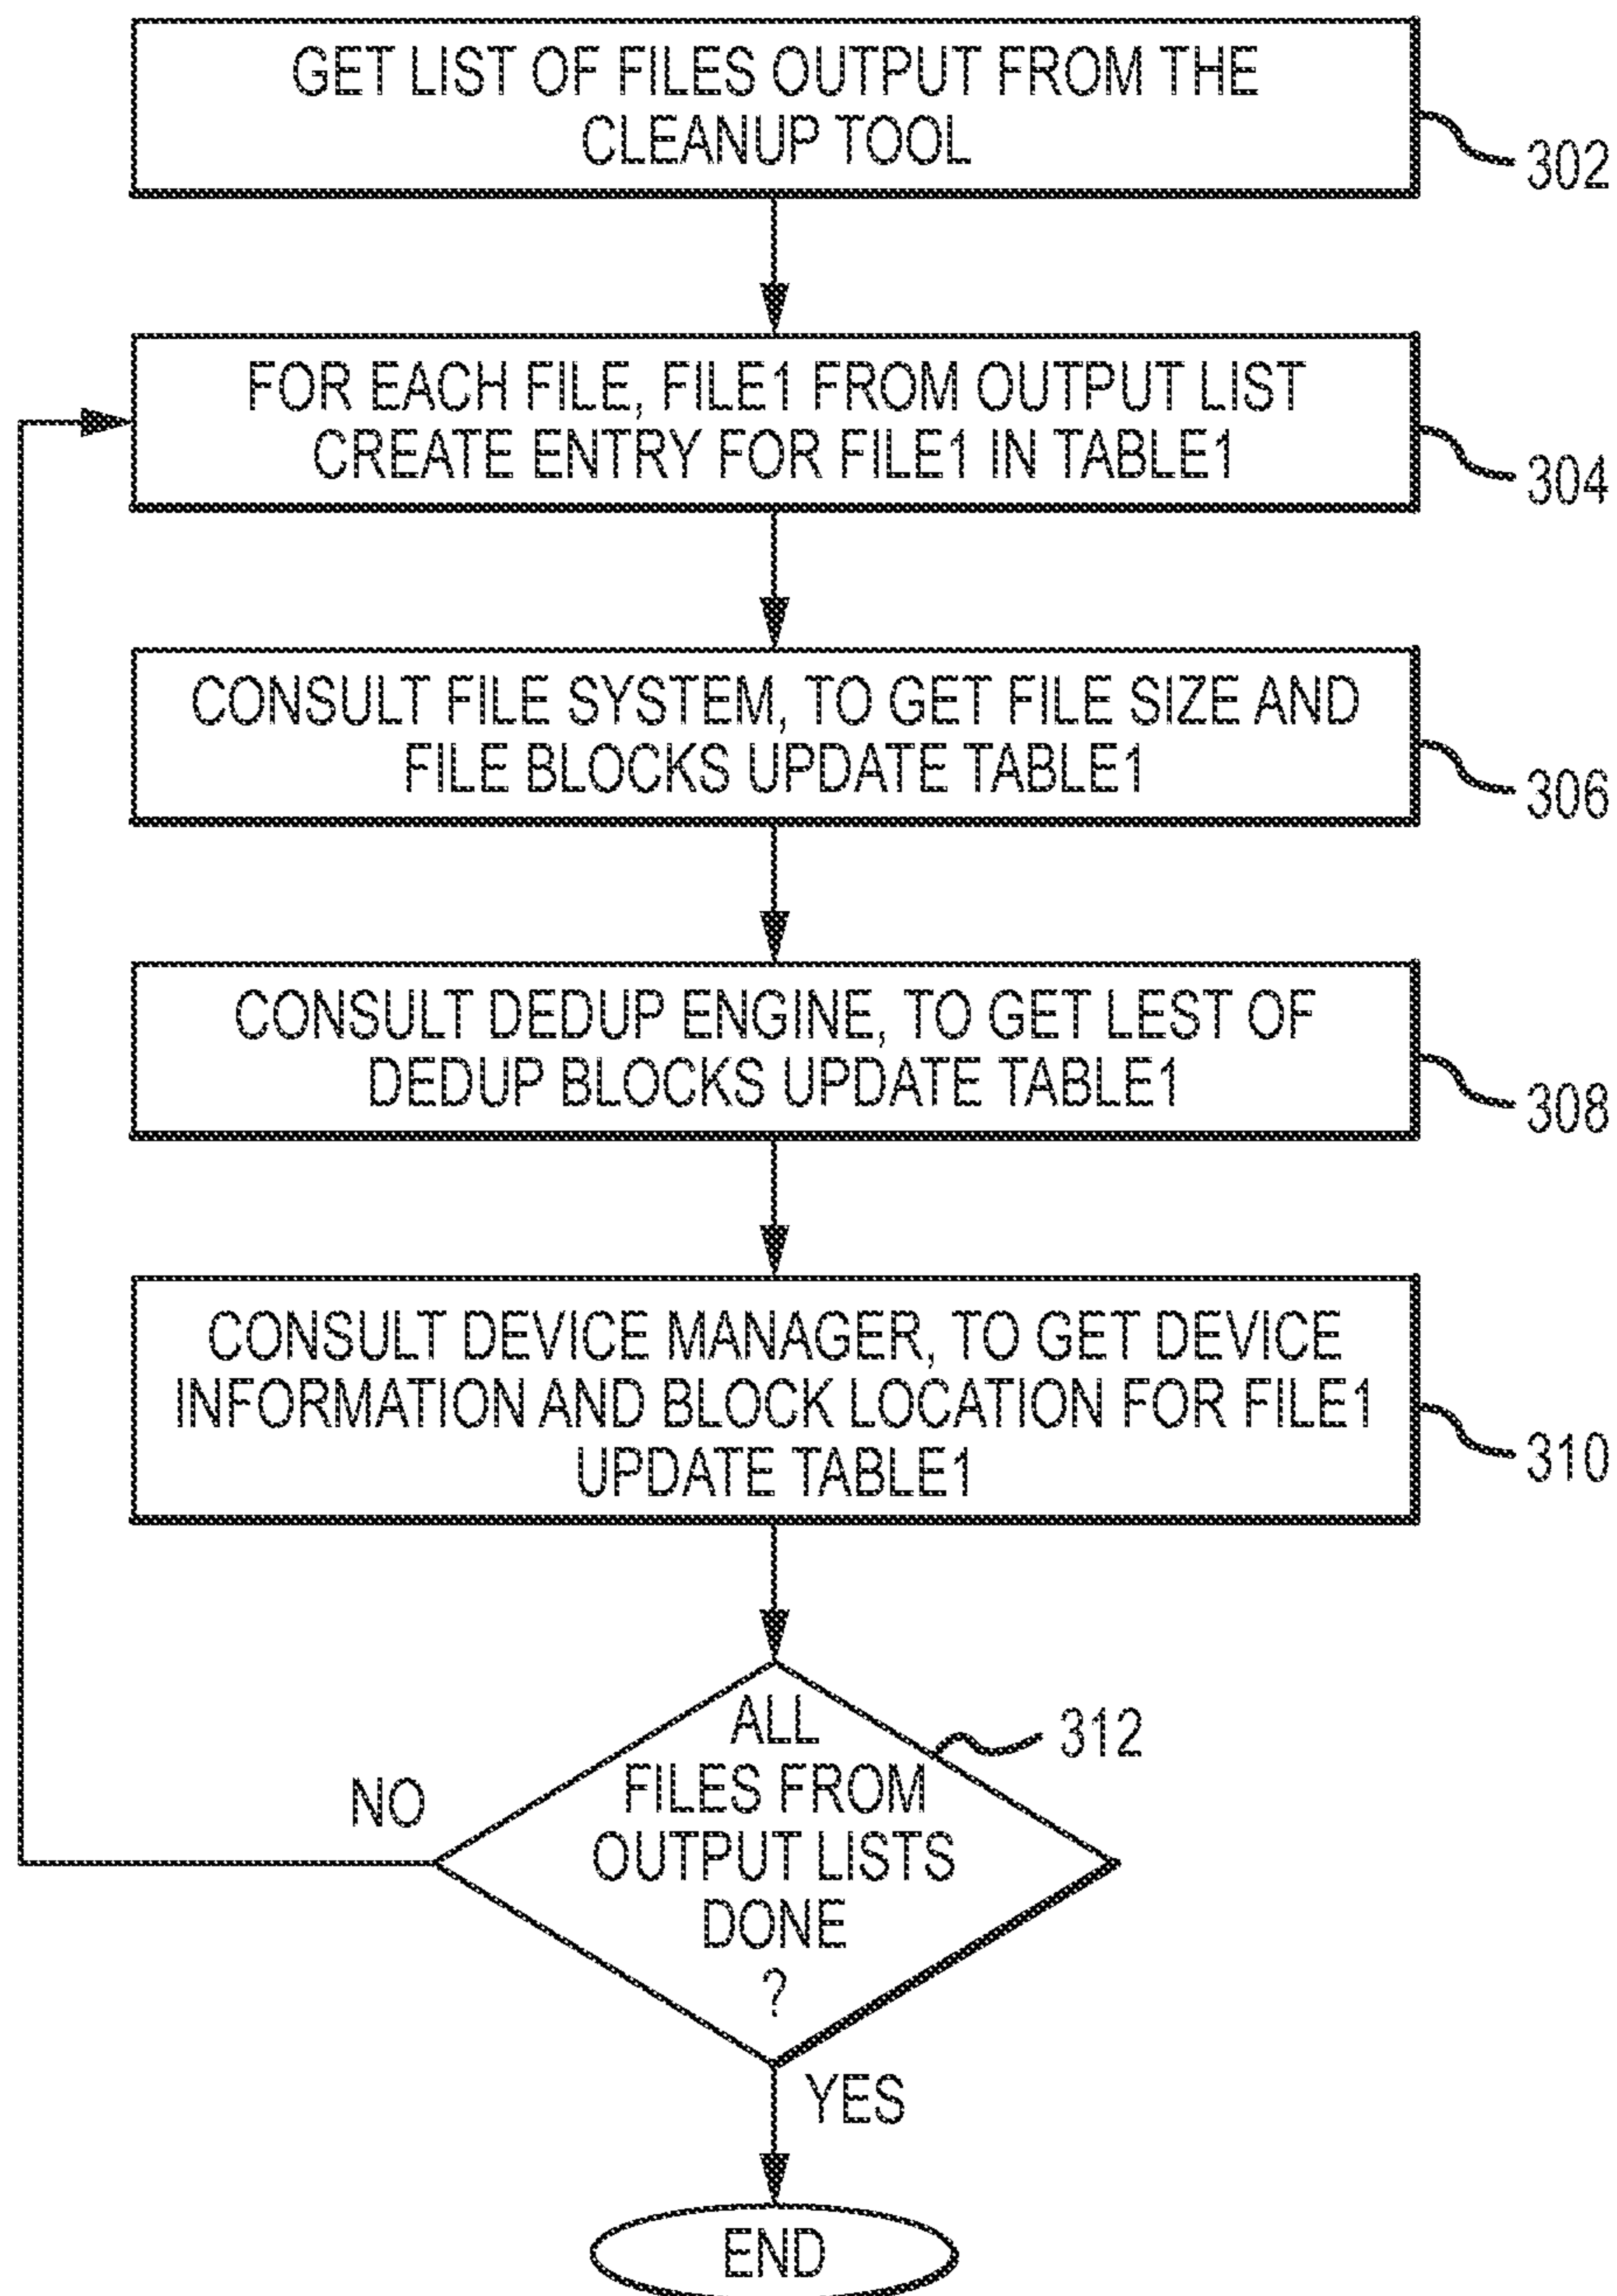 GET LIST OF FILES OUTPUT FROM THE
CLEANUP TOOL
302
FOR EACH FILE, FILE1 FROM OUTPUT LIST
CREATE ENTRY FOR FILE1 IN TABLE1
304
CONSULT FILE SYSTEM, TO GET FILE SIZE AND
FILE BLOCKS UPDATE TABLE1
306
CONSULT DEDUP ENGINE, TO GET LEST OF
DEDUP BLOCKS UPDATE TABLE1
308
CONSULT DEVICE MANAGER, TO GET DEVICE
INFORMATION AND BLOCK LOCATION FOR FILE1
UPDATE TABLE1
310
ALL
FILES FROM
OUTPUT LISTS
DONE
?
312
NO
YES
END